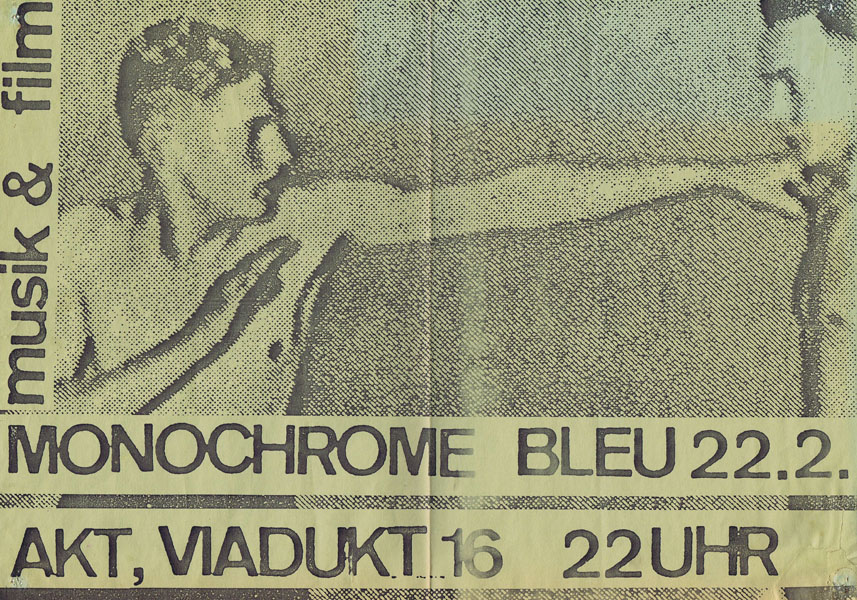 musik & film
MONOCHROME BLEU 22.2.
AKT, VIADUKT 16 22UHR